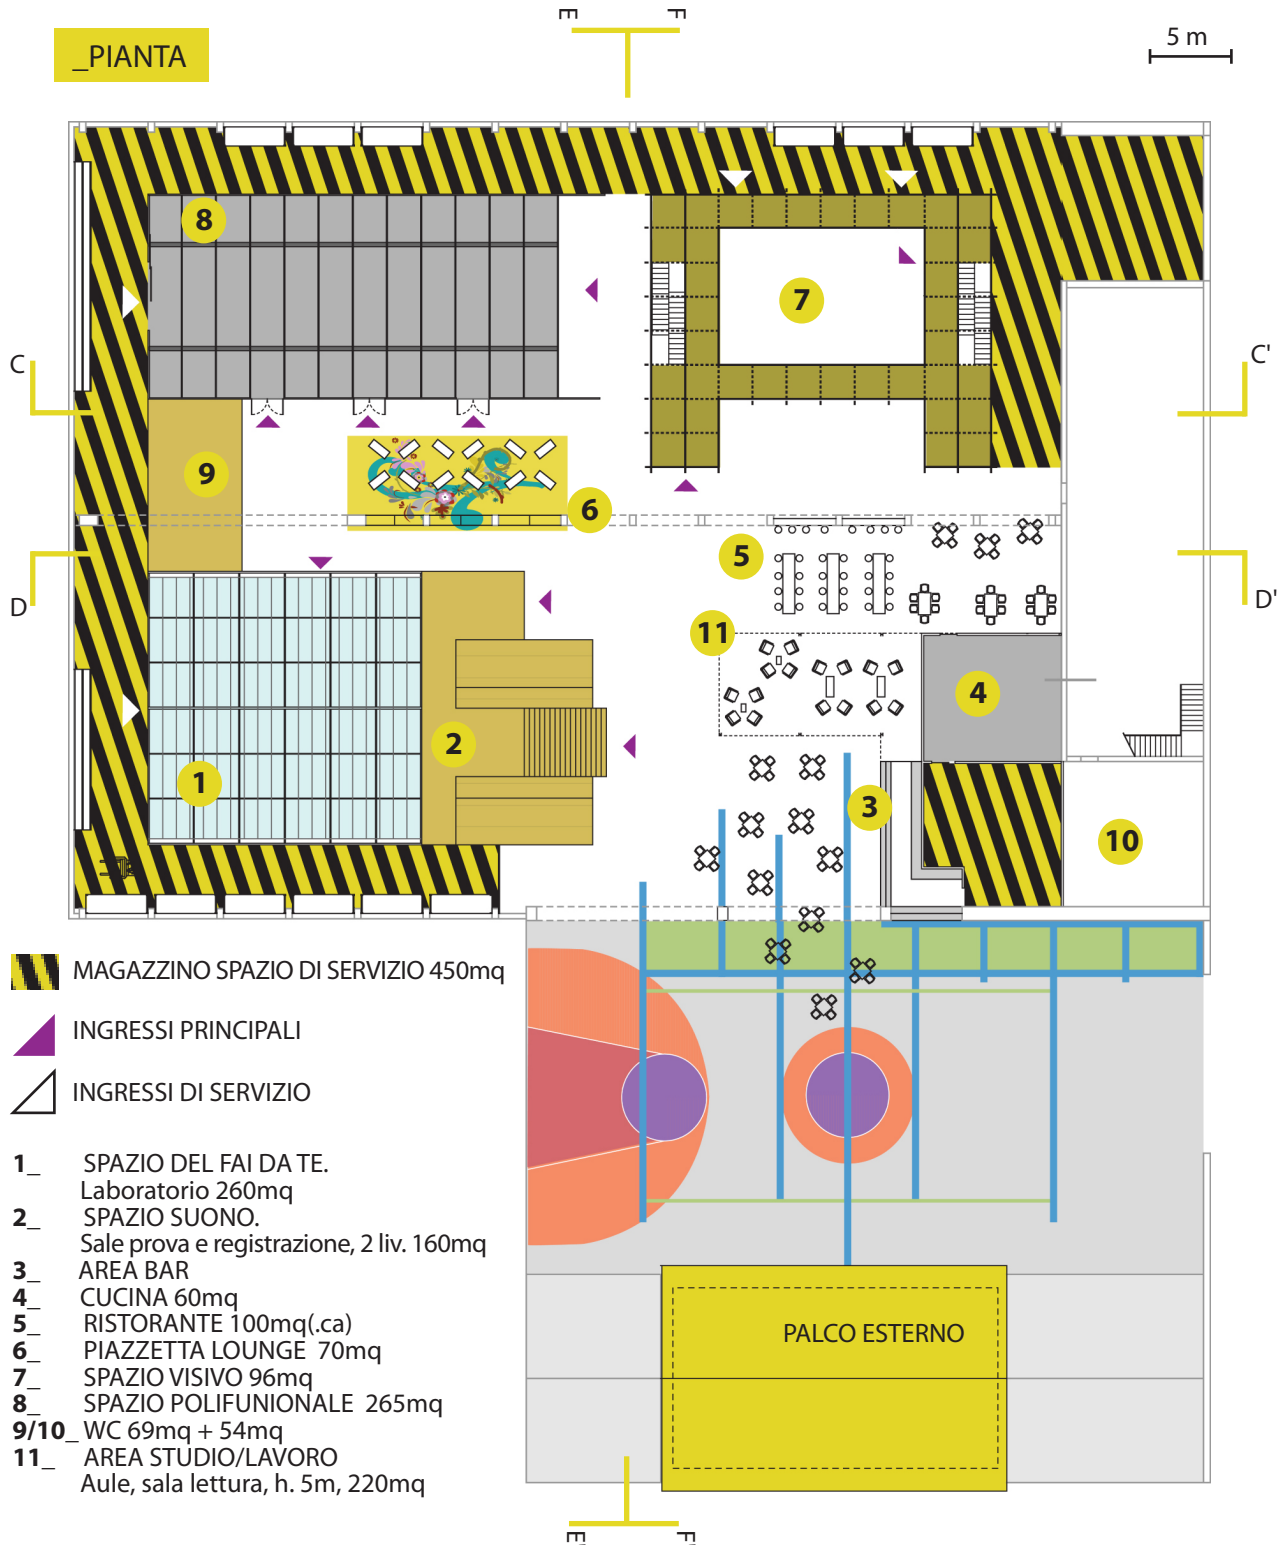 E F
_PIANTA
5 m
8
7
C
C'
9
6
5
D
D'
11
4
2
1
3
10
MAGAZZINO SPAZIO DI SERVIZIO 450mq
INGRESSI PRINCIPALI
INGRESSI DI SERVIZIO
1_ SPAZIO DEL FAI DA TE.
Laboratorio 260mq
2_ SPAZIO SUONO.
Sale prova e registrazione, 2 liv. 160mq
3_ AREA BAR
4_ CUCINA 60mq
5_ RISTORANTE 100mq(.ca)
6_ PIAZZETTA LOUNGE 70mq
7_ SPAZIO VISIVO 96mq
8_ SPAZIO POLIFUNIONALE 265mq
9/10_ WC 69mq + 54mq
11_ AREA STUDIO/LAVORO
Aule, sala lettura, h. 5m, 220mq
PALCO ESTERNO
E' F'